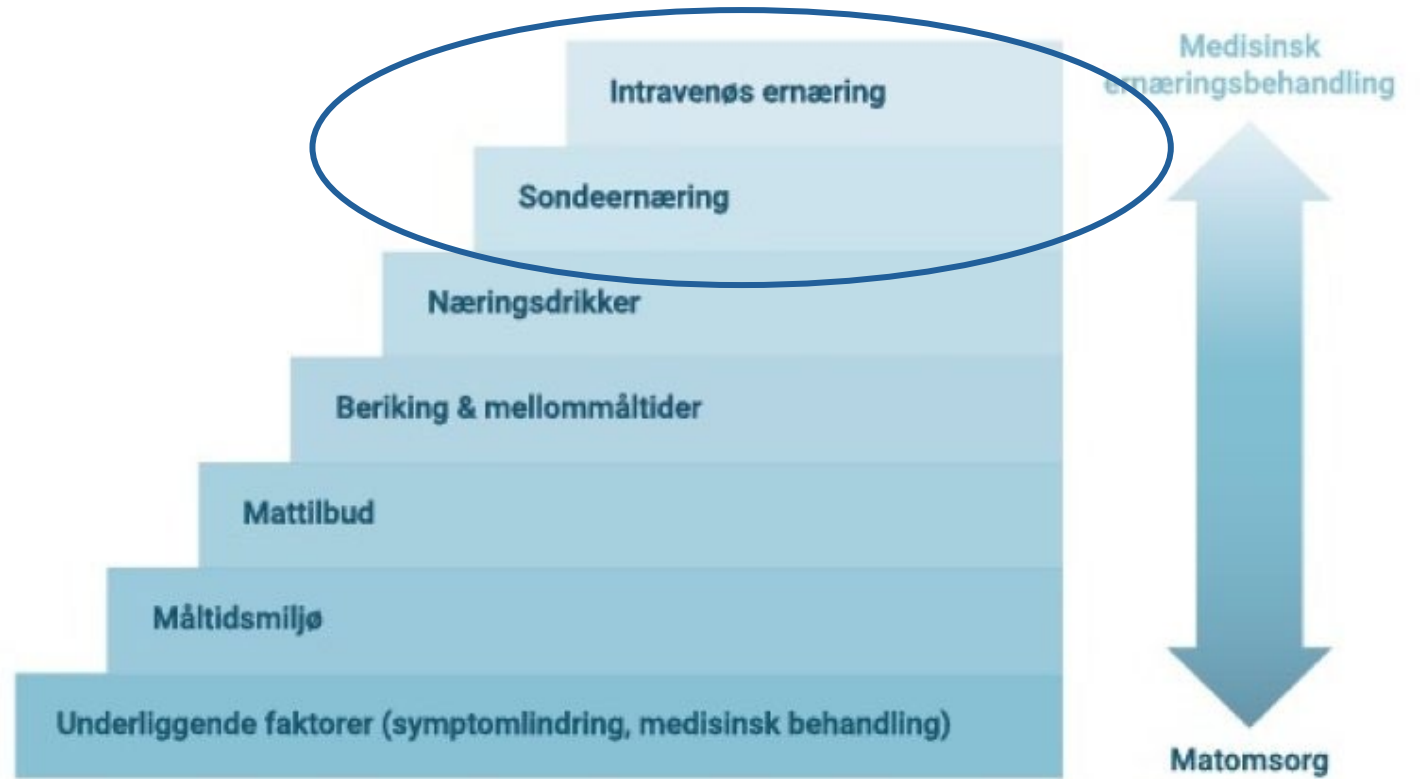 Medisinsk
ernæringsbehandling
Intravenøs ernæring
Sondeernæring
Næringsdrikker
Beriking & mellommåltider
Mattilbud
Måltidsmiljø
Underliggende faktorer (symptomlindring, medisinsk behandling)
Matomsorg